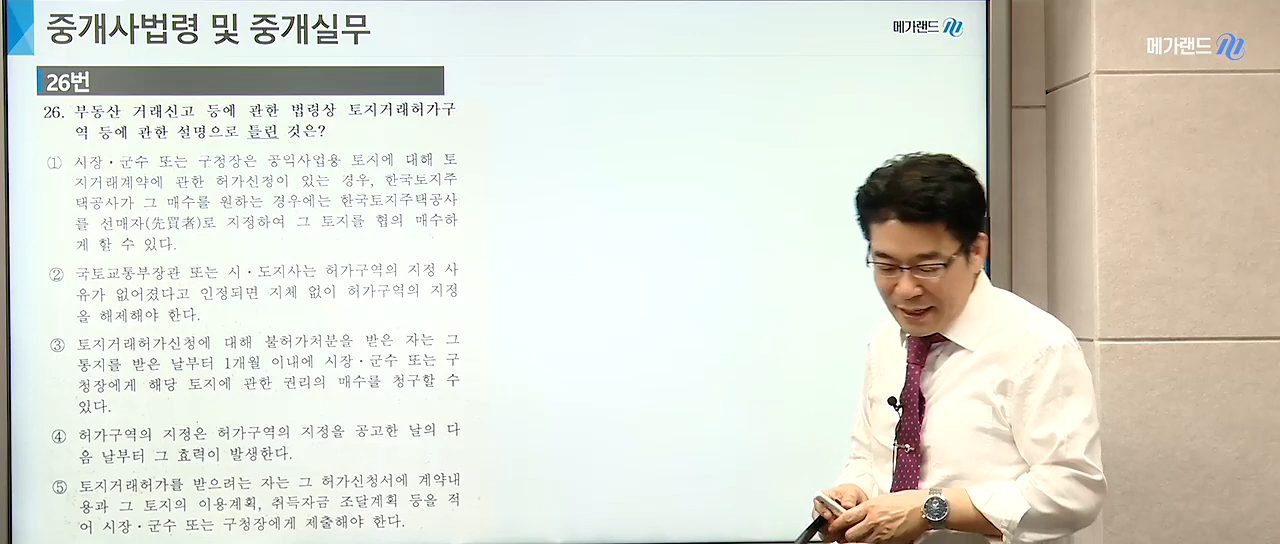 중개사법령 및 중개실무
메가랜드
메가랜드
26번
26. 부동산 거래신고 등에 관한 법령상 토지거래허가구
역 등에 관한 설명으로 틀린 것은?
① 시장・군수 또는 구청장은 공익사업용 토지에 대해 토
지거래계약에 관한 허가신청이 있는 경우, 한국토지주
택공사가 그 매수를 원하는 경우에는 한국토지주택공사
를 선매자(先買者)로 지정하여 그 토지를 협의 매수하
게 할 수 있다.
② 국토교통부장관 또는 시・도지사는 허가구역의 지정 사
유가 없어졌다고 인정되면 지체 없이 허가구역의 지정
을 해제해야 한다.
③ 토지거래허가신청에 대해 불허가처분을 받은 자는 그
통지를 받은 날부터 1개월 이내에 시장・군수 또는 구
청장에게 해당 토지에 관한 권리의 매수를 청구할 수
있다.
④ 허가구역의 지정은 허가구역의 지정을 공고한 날의 다
음 날부터 그 효력이 발생한다.
⑤ 토지거래허가를 받으려는 자는 그 허가신청서에 계약내
용과 그 토지의 이용계획, 취득자금 조달계획 등을 적
어 시장・군수 또는 구청장에게 제출해야 한다.